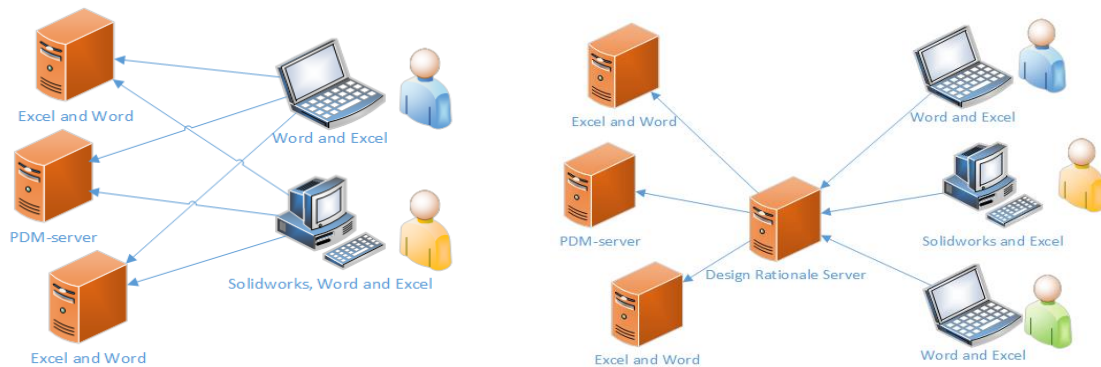 Excel and Word
Word and Excel
PDM-server
Solidworks, Word and Excel
Excel and Word
Excel and Word
Word and Excel
PDM-server
Solidworks and Excel
Design Rationale Server
Excel and Word
Word and Excel